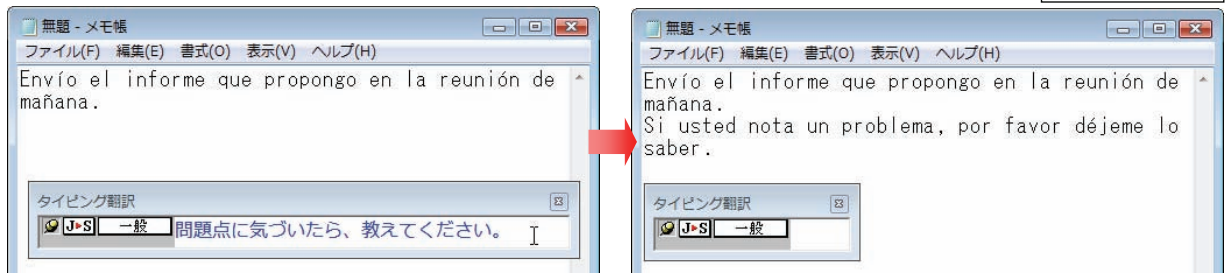 無題 - メモ帳
ファイル(F) 編集(E) 書式(O) 表示(V) ヘルプ(H)
Envío el informe que propongo en la reunión de
mañana.
タイピング翻訳
J▶S 一般 問題点に気づいたら、教えてください。
無題 - メモ帳
ファイル(F) 編集(E) 書式(O) 表示(V) ヘルプ(H)
Envío el informe que propongo en la reunión de
mañana.
Si usted nota un problema, por favor déjeme lo
saber.
タイピング翻訳
J▶S 一般